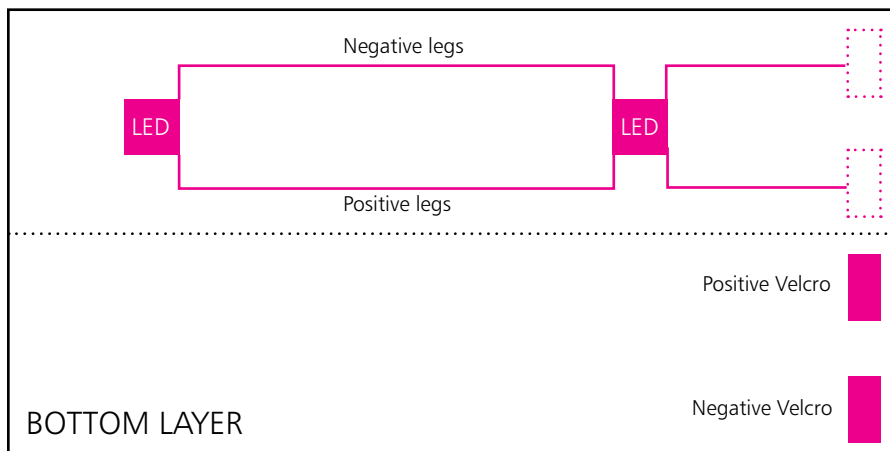 Negative legs
LED
LED
Positive legs
Positive Velcro
Negative Velcro
BOTTOM LAYER